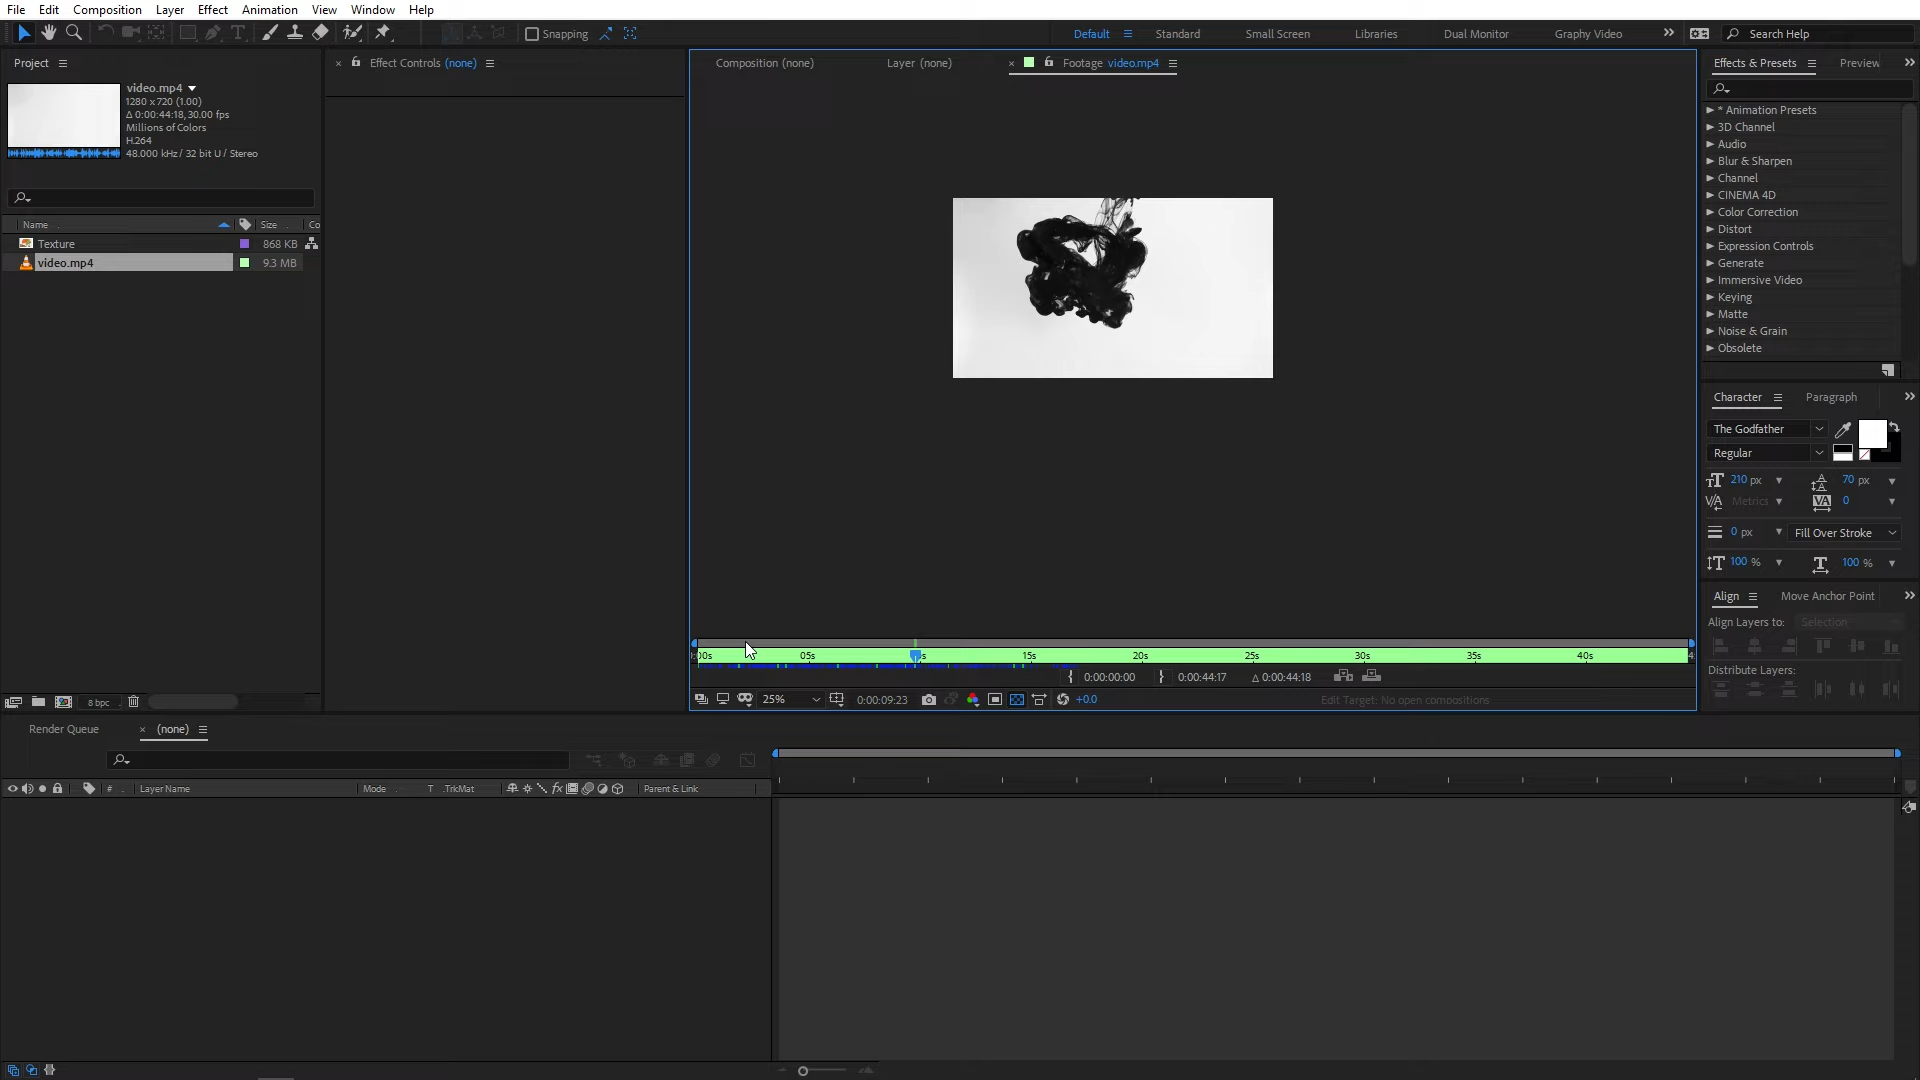 File Edit Composition Layer Effect Animation View Window Help
Snapping
Default Standard Small Screen Libraries Dual Monitor Graphy Video Search Help
Project
Effect Controls (none)
Composition (none) Layer (none) Footage video.mp4
Effects & Presets Preview
video.mp4
1280 x 720 (1.00)
Δ 0:00:44:18, 30.00 fps
Millions of Colors
H.264
48.000 kHz / 32 bit U / Stereo
Name Size Co
Texture 868 KB
video.mp4 9.3 MB
* Animation Presets
3D Channel
Audio
Blur & Sharpen
Channel
CINEMA 4D
Color Correction
Distort
Expression Controls
Generate
Immersive Video
Keying
Matte
Noise & Grain
Obsolete
Character Paragraph
The Godfather
Regular
210 px 70 px
Metrics 0
0 px Fill Over Stroke
100 % 100 %
Align Move Anchor Point
Align Layers to: Selection
Distribute Layers:
:00s 05s s 15s 20s 25s 30s 35s 40s 4
0:00:00:00 0:00:44:17 Δ 0:00:44:18
25% 0:00:09:23 +0.0 Edit Target: No open compositions
8 bpc
Render Queue (none)
# Layer Name Mode T .TrkMat fx Parent & Link